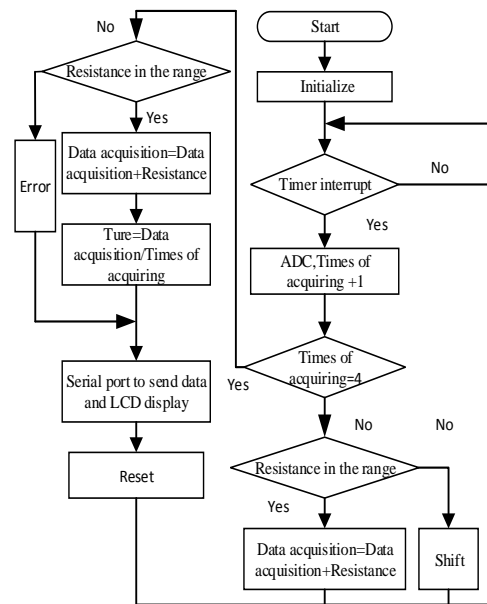 Start
Initialize
Timer interrupt
No
Yes
ADC,Times of
acquiring +1
Times of
acquiring=4
Yes
No
No
Resistance in the range
Yes
Data acquisition=Data
acquisition+Resistance
Shift
No
Resistance in the range
Yes
Data acquisition=Data
acquisition+Resistance
Error
Ture=Data
acquisition/Times of
acquiring
Serial port to send data
and LCD display
Reset